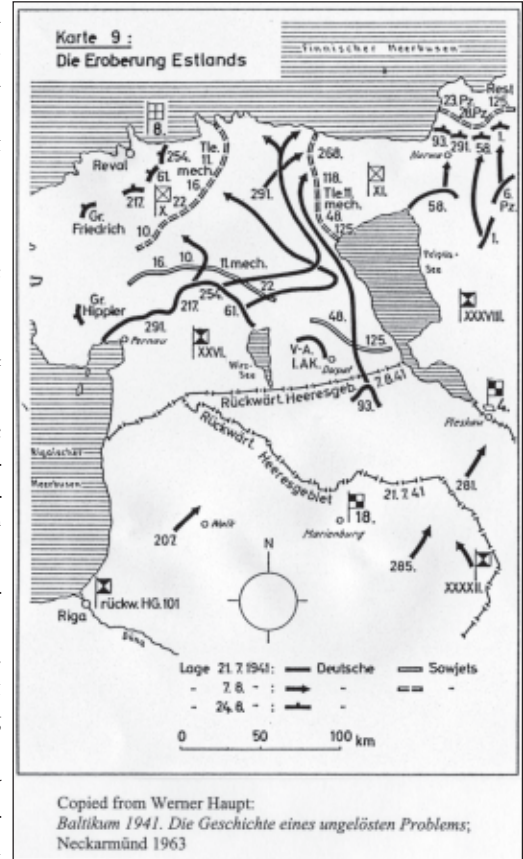 Karte 9 :
Die Eroberung Estlands
Finnischer Meerbusen
Rest
23.Pz. 125.
28.Pz.
8.
93. 291. 58. 1.
Reval
254.
Tle.
11.
mech.
61.
16.
217.
X.
22.
Gr.
Friedrich
10.
268.
118.
Tle.11.
mech.
48.
125.
291.
XI.
Narwa
58.
6.
Pz.
1.
Peipus-
See
16. 10. 11.mech.
22.
254.
217.
61.
291.
Gr.
Hippler
Pernau
XXVI.
Wirz-
See
48.
125.
V-A.
I.AK.
Dorpat
XXXVIII.
93.
Rückwärt. Heeresgeb. 7.8.41
4.
Pleskau
Rückwärt. Heeresgebiet 21.7.41
Rigaischer
Meerbusen
281.
18.
Marienburg
207.
Walk
285.
XXXXII.
N
Riga
rückw. HG.101
Düna
Lage 21.7.1941: Deutsche Sowjets
" 7.8. " : " "
" 24.8. " : "
0 50 100
km
Copied from Werner Haupt:
Baltikum 1941. Die Geschichte eines ungelösten Problems;
Neckarmünd 1963